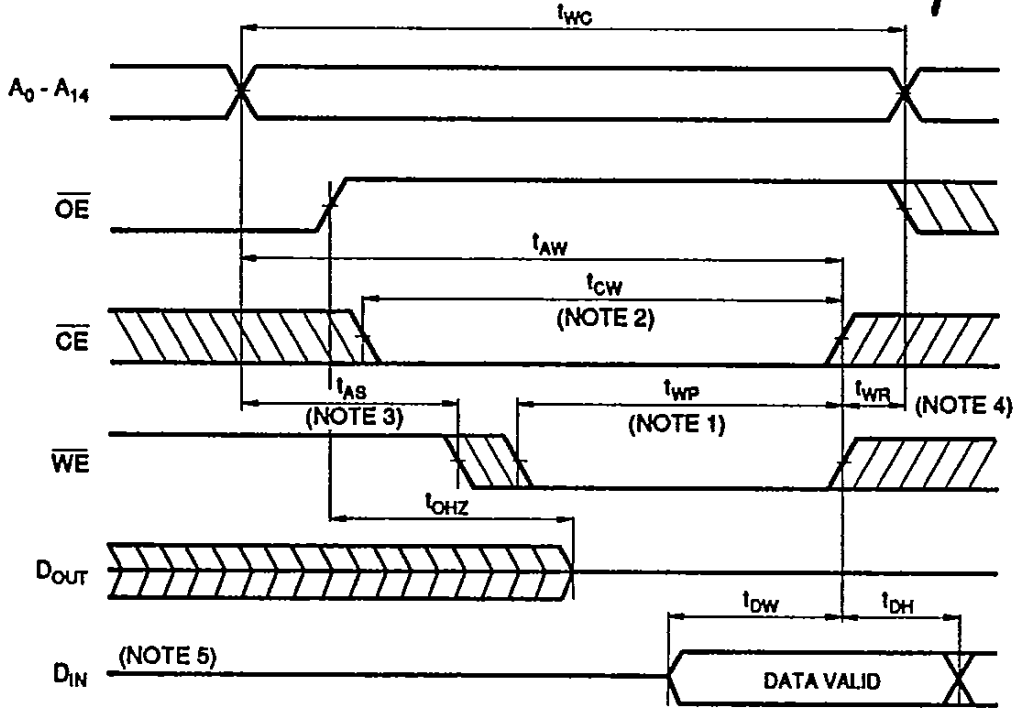 tWC
A0 - A14
OE
tAW
tCW
(NOTE 2)
CE
tAS
(NOTE 3)
tWP
(NOTE 1)
tWR
(NOTE 4)
WE
tOHZ
DOUT
tDW
tDH
(NOTE 5)
DIN
DATA VALID